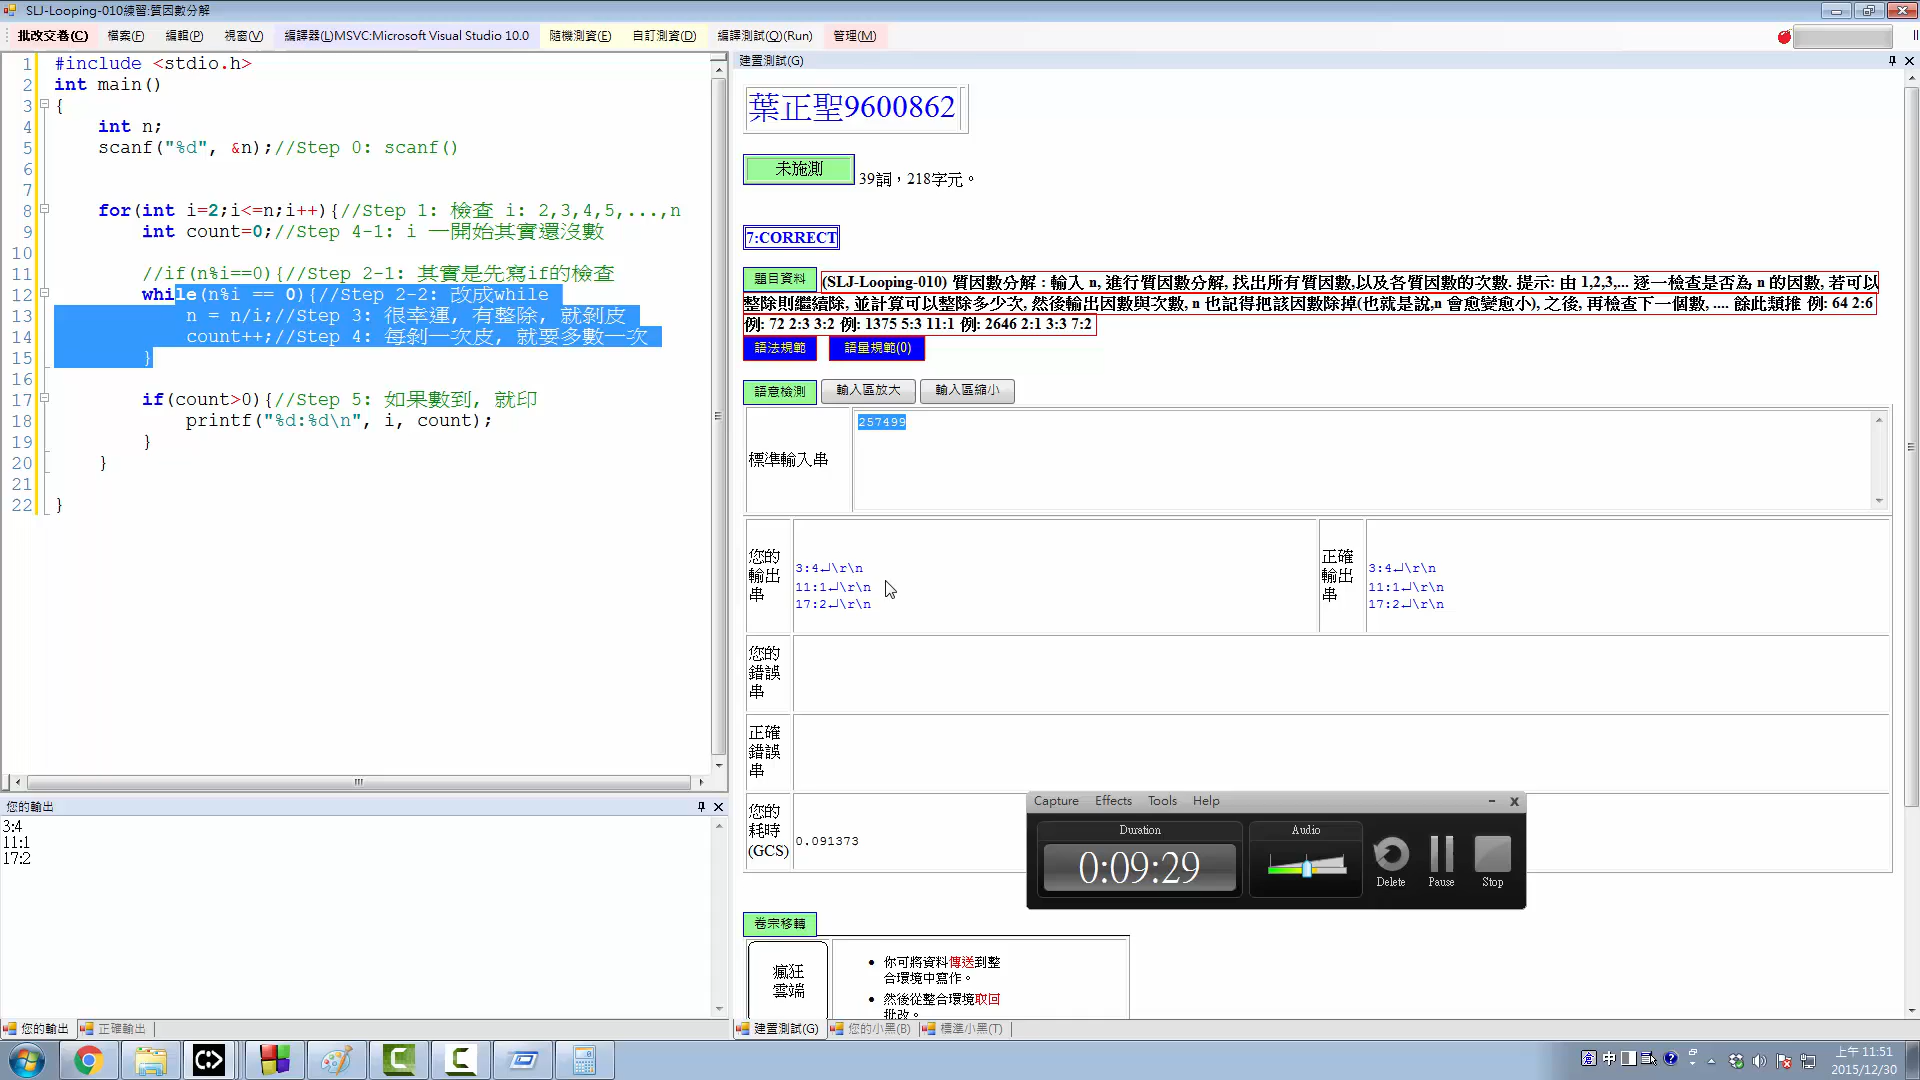 SLJ-Looping-010練習:質因數分解
批改交卷(C) 檔案(F) 編輯(P) 視窗(V) 編譯器(L)MSVC:Microsoft Visual Studio 10.0 隨機測資(E) 自訂測資(D) 編譯測試(Q)(Run) 管理(M)
1 #include <stdio.h>
2 int main()
3 {
4 int n;
5 scanf("%d", &n);//Step 0: scanf()
6
7
8 for(int i=2;i<=n;i++){//Step 1: 檢查 i: 2,3,4,5,...,n
9 int count=0;//Step 4-1: i 一開始其實還沒數
10
11 //if(n%i==0){//Step 2-1: 其實是先寫if的檢查
12 while(n%i == 0){//Step 2-2: 改成while
13 n = n/i;//Step 3: 很幸運, 有整除, 就剝皮
14 count++;//Step 4: 每剝一次皮, 就要多數一次
15 }
16
17 if(count>0){//Step 5: 如果數到, 就印
18 printf("%d:%d\n", i, count);
19 }
20 }
21
22 }
您的輸出
3:4
11:1
17:2
您的輸出 正確輸出
建置測試(G)
葉正聖9600862
未施測 39詞，218字元。
7:CORRECT
題目資料 (SLJ-Looping-010) 質因數分解 : 輸入 n, 進行質因數分解, 找出所有質因數,以及各質因數的次數. 提示: 由 1,2,3,... 逐一檢查是否為 n 的因數, 若可以
整除則繼續除, 並計算可以整除多少次, 然後輸出因數與次數, n 也記得把該因數除掉(也就是說,n 會愈變愈小), 之後, 再檢查下一個數, .... 餘此類推 例: 64 2:6
例: 72 2:3 3:2 例: 1375 5:3 11:1 例: 2646 2:1 3:3 7:2
語法規範 語量規範(0)
語意檢測 輸入區放大 輸入區縮小
標準輸入串 257499
您的輸出串
3:4↵\r\n
11:1↵\r\n
17:2↵\r\n
正確輸出串
3:4↵\r\n
11:1↵\r\n
17:2↵\r\n
您的錯誤串
正確錯誤串
您的耗時(GCS) 0.091373
Capture Effects Tools Help
Duration Audio
0:09:29
Delete Pause Stop
卷宗移轉
瘋狂雲端
你可將資料傳送到整
合環境中寫作。
然後從整合環境取回
批改。
建置測試(G) 您的小黑(B) 標準小黑(T)
中
上午 11:51
2015/12/30